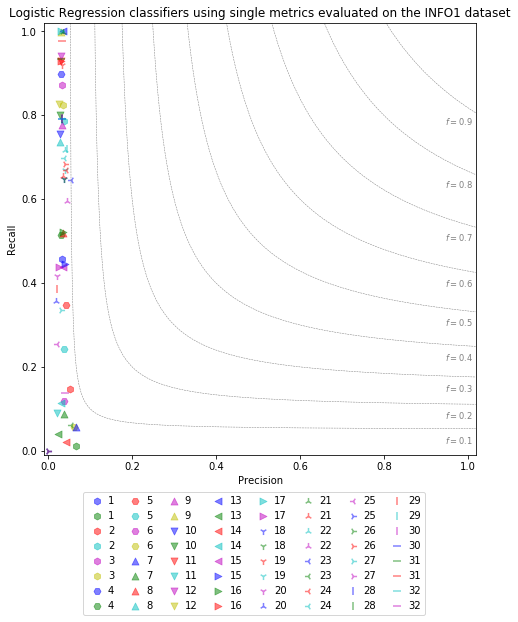 Logistic Regression classifiers using single metrics evaluated on the INFO1 dataset
1.0
0.8
0.6
0.4
0.2
0.0
Recall
f = 0.9
f = 0.8
f = 0.7
f = 0.6
f = 0.5
f = 0.4
f = 0.3
f = 0.2
f = 0.1
0.0 0.2 0.4 0.6 0.8 1.0
Precision
1 5 9 13 17 21 25 29
1 5 9 13 17 21 25 29
2 6 10 14 18 22 26 30
2 6 10 14 18 22 26 30
3 7 11 15 19 23 27 31
3 7 11 15 19 23 27 31
4 8 12 16 20 24 28 32
4 8 12 16 20 24 28 32